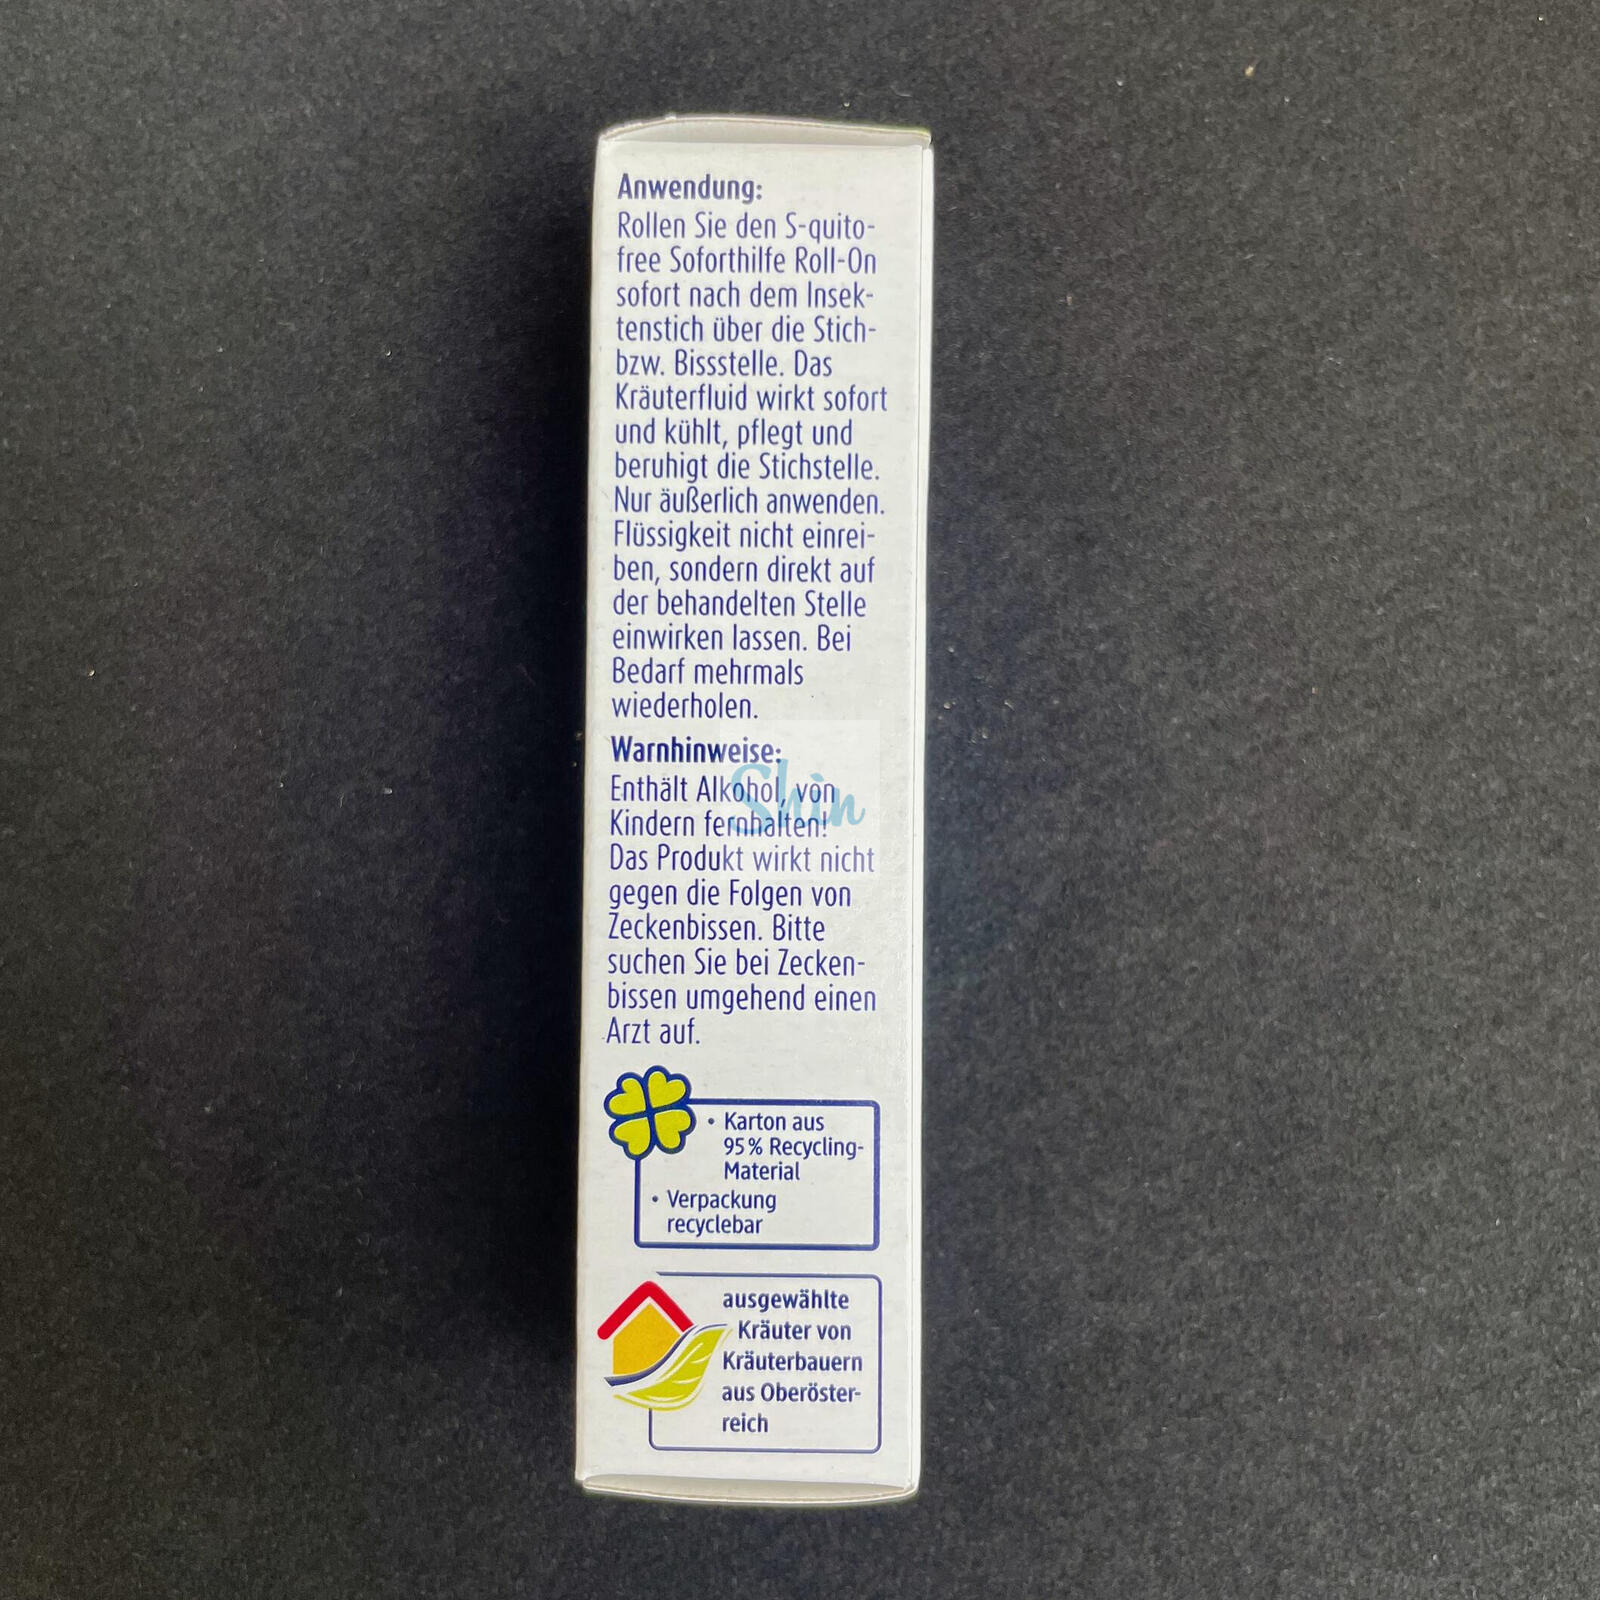 Anwendung:
Rollen Sie den S-quito-
free Soforthilfe Roll-On
sofort nach dem Insek-
tenstich über die Stich-
bzw. Bissstelle. Das
Kräuterfluid wirkt sofort
und kühlt, pflegt und
beruhigt die Stichstelle.
Nur äußerlich anwenden.
Flüssigkeit nicht einrei-
ben, sondern direkt auf
der behandelten Stelle
einwirken lassen. Bei
Bedarf mehrmals
wiederholen.
Warnhinweise:
Enthält Alkohol, von
Kindern fernhalten!
Shin
Das Produkt wirkt nicht
gegen die Folgen von
Zeckenbissen. Bitte
suchen Sie bei Zecken-
bissen umgehend einen
Arzt auf.
• Karton aus
95% Recycling-
Material
• Verpackung
recyclebar
ausgewählte
Kräuter von
Kräuterbauern
aus Oberöster-
reich